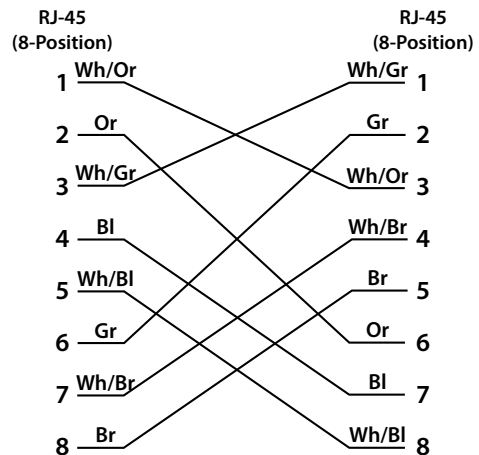 RJ-45 RJ-45
(8-Position) (8-Position)
1 Wh/Or Wh/Gr 1
2 Or Gr 2
3 Wh/Gr Wh/Or 3
4 Bl Wh/Br 4
5 Wh/Bl Br 5
6 Gr Or 6
7 Wh/Br Bl 7
8 Br Wh/Bl 8